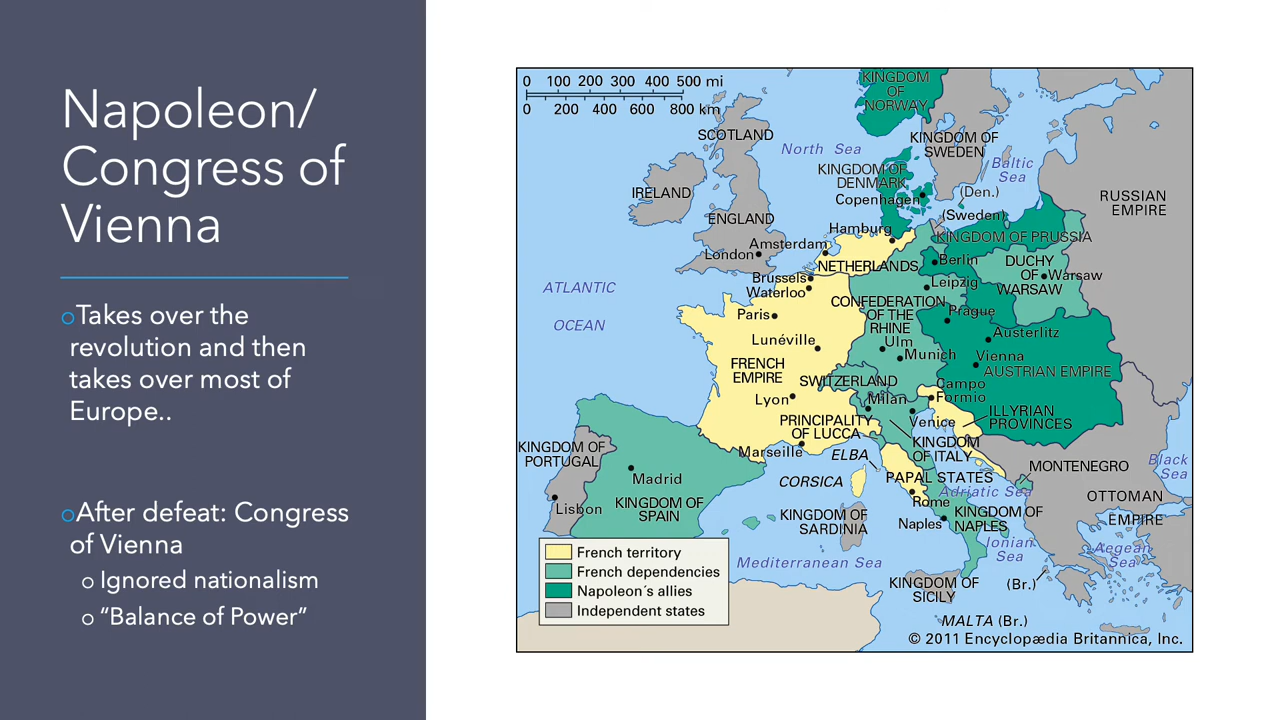 Napoleon/
Congress of
Vienna
oTakes over the
revolution and then
takes over most of
Europe..
oAfter defeat: Congress
of Vienna
o Ignored nationalism
o “Balance of Power”
0 100 200 300 400 500 mi
0 200 400 600 800 km
KINGDOM
OF
NORWAY
SCOTLAND
North Sea
KINGDOM OF
SWEDEN
Baltic
Sea
KINGDOM OF
DENMARK
Copenhagen
(Den.)
(Sweden)
RUSSIAN
EMPIRE
IRELAND
ENGLAND
London
Amsterdam
Hamburg
NETHERLANDS
KINGDOM OF PRUSSIA
Berlin
DUCHY
OF
WARSAW
Warsaw
Brussels
Waterloo
Leipzig
ATLANTIC
OCEAN
CONFEDERATION
OF THE
RHINE
Paris
Prague
Lunéville
Ulm
Munich
Austerlitz
Vienna
AUSTRIAN EMPIRE
FRENCH
EMPIRE
SWITZERLAND
Lyon
Milan
Campo
Formio
Venice
ILLYRIAN
PROVINCES
PRINCIPALITY
OF LUCCA
KINGDOM
OF ITALY
Marseille
ELBA
KINGDOM OF
PORTUGAL
Lisbon
Madrid
KINGDOM OF
SPAIN
CORSICA
PAPAL STATES
Rome
Adriatic Sea
MONTENEGRO
Black
Sea
OTTOMAN
EMPIRE
KINGDOM OF
SARDINIA
Naples
KINGDOM OF
NAPLES
Ionian
Sea
Aegean
Sea
Mediterranean Sea
KINGDOM OF
SICILY
(Br.)
MALTA (Br.)
French territory
French dependencies
Napoleon´s allies
Independent states
© 2011 Encyclopædia Britannica, Inc.